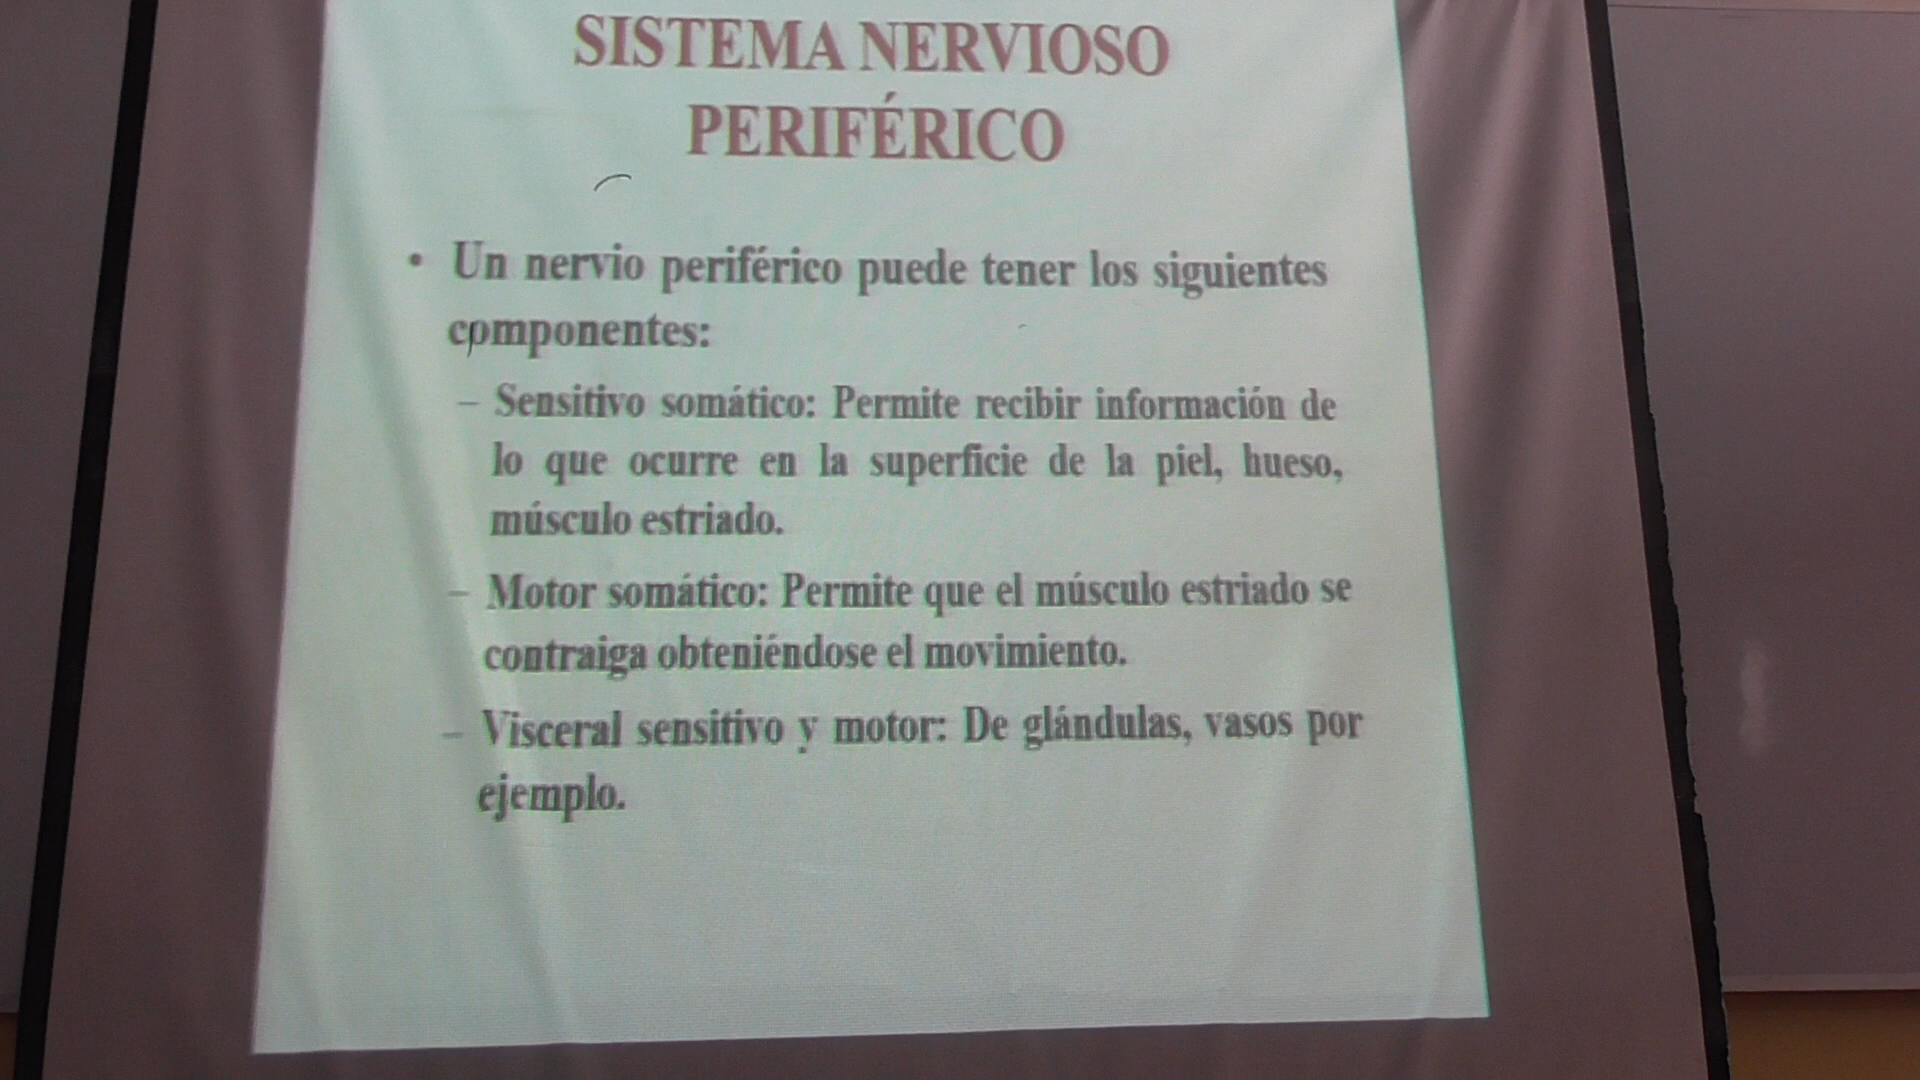 SISTEMA NERVIOSO
PERIFÉRICO
• Un nervio periférico puede tener los siguientes
componentes:
– Sensitivo somático: Permite recibir información de
lo que ocurre en la superficie de la piel, hueso,
músculo estriado.
– Motor somático: Permite que el músculo estriado se
contraiga obteniéndose el movimiento.
– Visceral sensitivo y motor: De glándulas, vasos por
ejemplo.